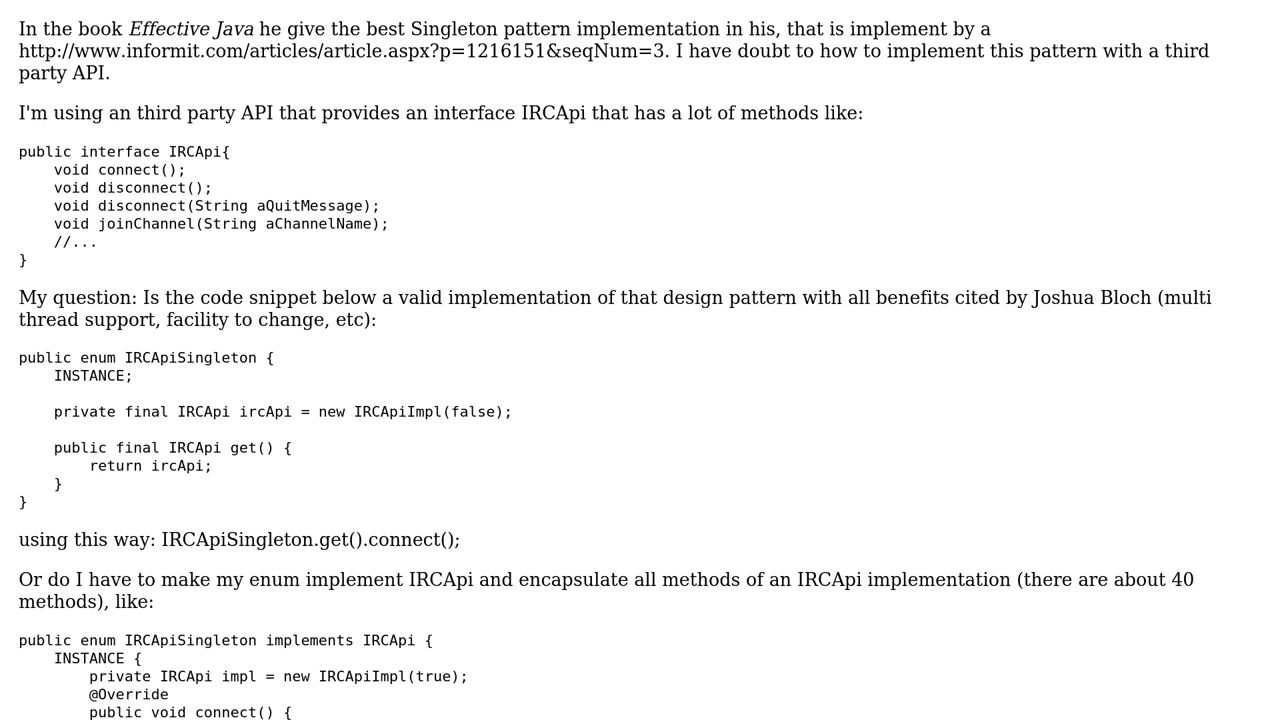 In the book Effective Java he give the best Singleton pattern implementation in his, that is implement by a
http://www.informit.com/articles/article.aspx?p=1216151&seqNum=3. I have doubt to how to implement this pattern with a third
party API.
I'm using an third party API that provides an interface IRCApi that has a lot of methods like:
public interface IRCApi{
    void connect();
    void disconnect();
    void disconnect(String aQuitMessage);
    void joinChannel(String aChannelName);
    //...
}
My question: Is the code snippet below a valid implementation of that design pattern with all benefits cited by Joshua Bloch (multi
thread support, facility to change, etc):
public enum IRCApiSingleton {
    INSTANCE;
    private final IRCApi ircApi = new IRCApiImpl(false);
    public final IRCApi get() {
        return ircApi;
    }
}
using this way: IRCApiSingleton.get().connect();
Or do I have to make my enum implement IRCApi and encapsulate all methods of an IRCApi implementation (there are about 40
methods), like:
public enum IRCApiSingleton implements IRCApi {
    INSTANCE {
        private IRCApi impl = new IRCApiImpl(true);
        @Override
        public void connect() {